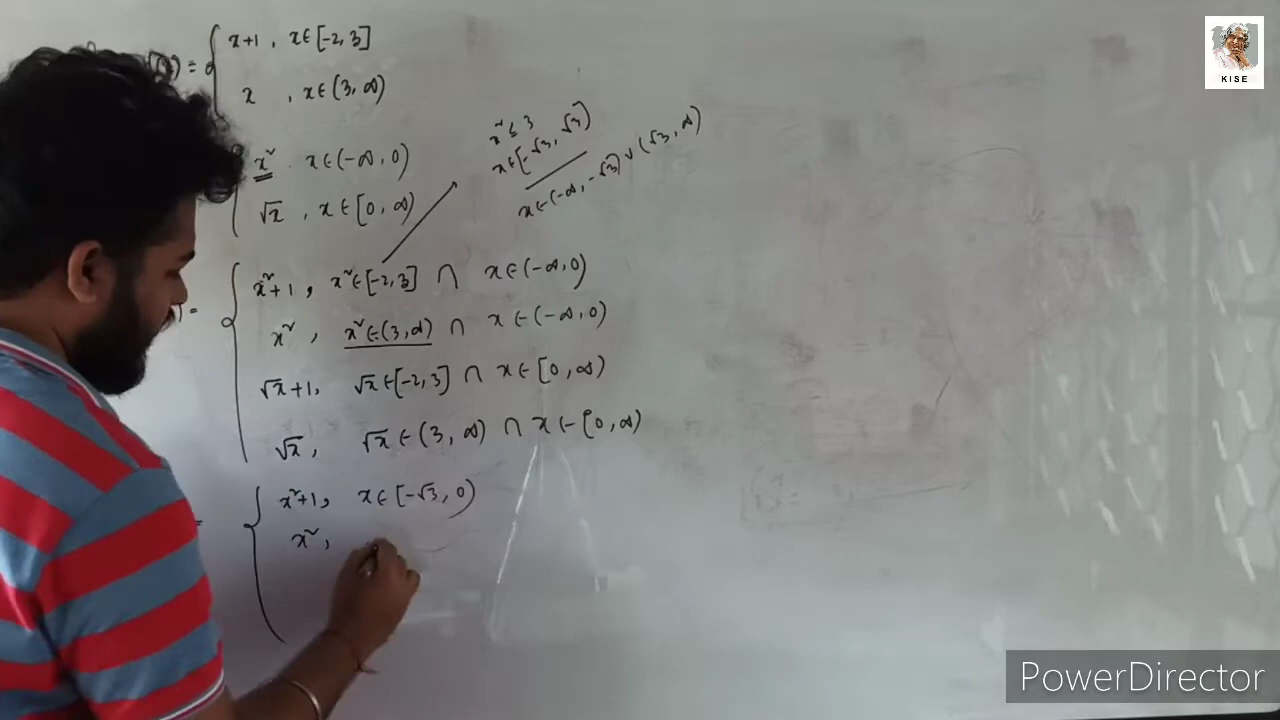 = { x+1 , x∈[-2, 3]
x , x∈(3, ∞)
x² . x∈(-∞, 0)
√x , x∈[0, ∞)
x² ≤ 3
x∈[-√3, √3]
x∈(-∞, -√3) ∪ (√3, ∞)
) = { x²+1 , x²∈[-2,3] ∩ x∈(-∞, 0)
x² , x²∈(3, ∞) ∩ x∈(-∞, 0)
√x+1, √x∈[-2, 3] ∩ x∈[0, ∞)
√x, √x∈(3, ∞) ∩ x∈[0, ∞)
= { x²+1, x∈[-√3, 0)
x²,
KISE
PowerDirector